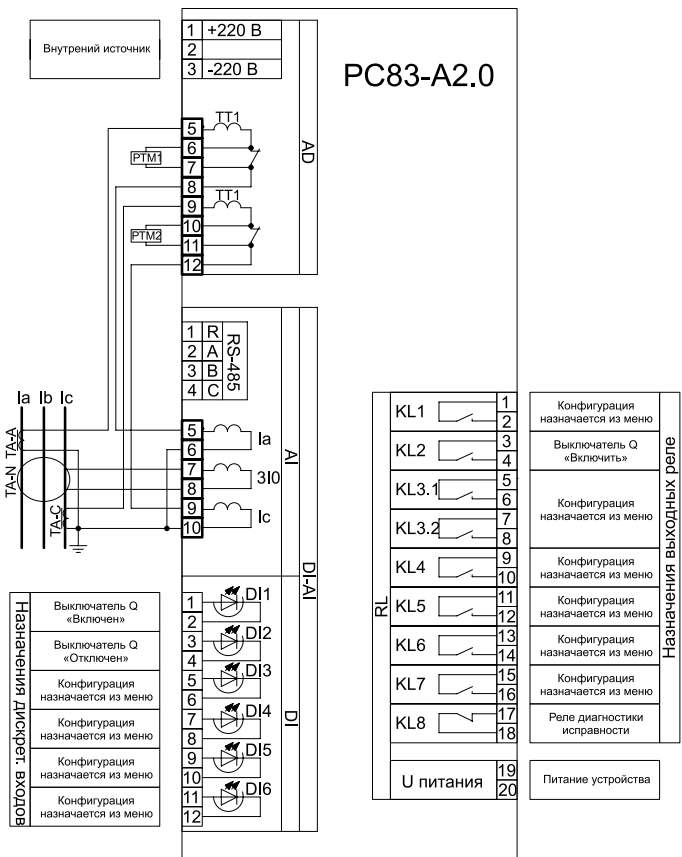 PC83-A2.0
Внутрений источник
1 +220 В
2
3 -220 В
AD
TT1
5
6
7
8
PTM1
TT1
9
10
11
12
PTM2
1 R
2 A
3 B
4 C
RS-485
AI
DI-AI
Ia Ib Ic
TA-A
TA-N
TA-C
5
6
Ia
7
8
3I0
9
10
Ic
Назначения дискрет. входов
Выключатель Q
«Включен»
1
2
DI1
Выключатель Q
«Отключен»
3
4
DI2
Конфигурация
назначается из меню
5
6
DI3
Конфигурация
назначается из меню
7
8
DI4
Конфигурация
назначается из меню
9
10
DI5
Конфигурация
назначается из меню
11
12
DI6
DI
RL
KL1
1
2
Конфигурация
назначается из меню
KL2
3
4
Выключатель Q
«Включить»
KL3.1
5
6
KL3.2
7
8
Конфигурация
назначается из меню
KL4
9
10
Конфигурация
назначается из меню
KL5
11
12
Конфигурация
назначается из меню
KL6
13
14
Конфигурация
назначается из меню
KL7
15
16
Конфигурация
назначается из меню
KL8
17
18
Реле диагностики
исправности
Назначения выходных реле
U питания
19
20
Питание устройства